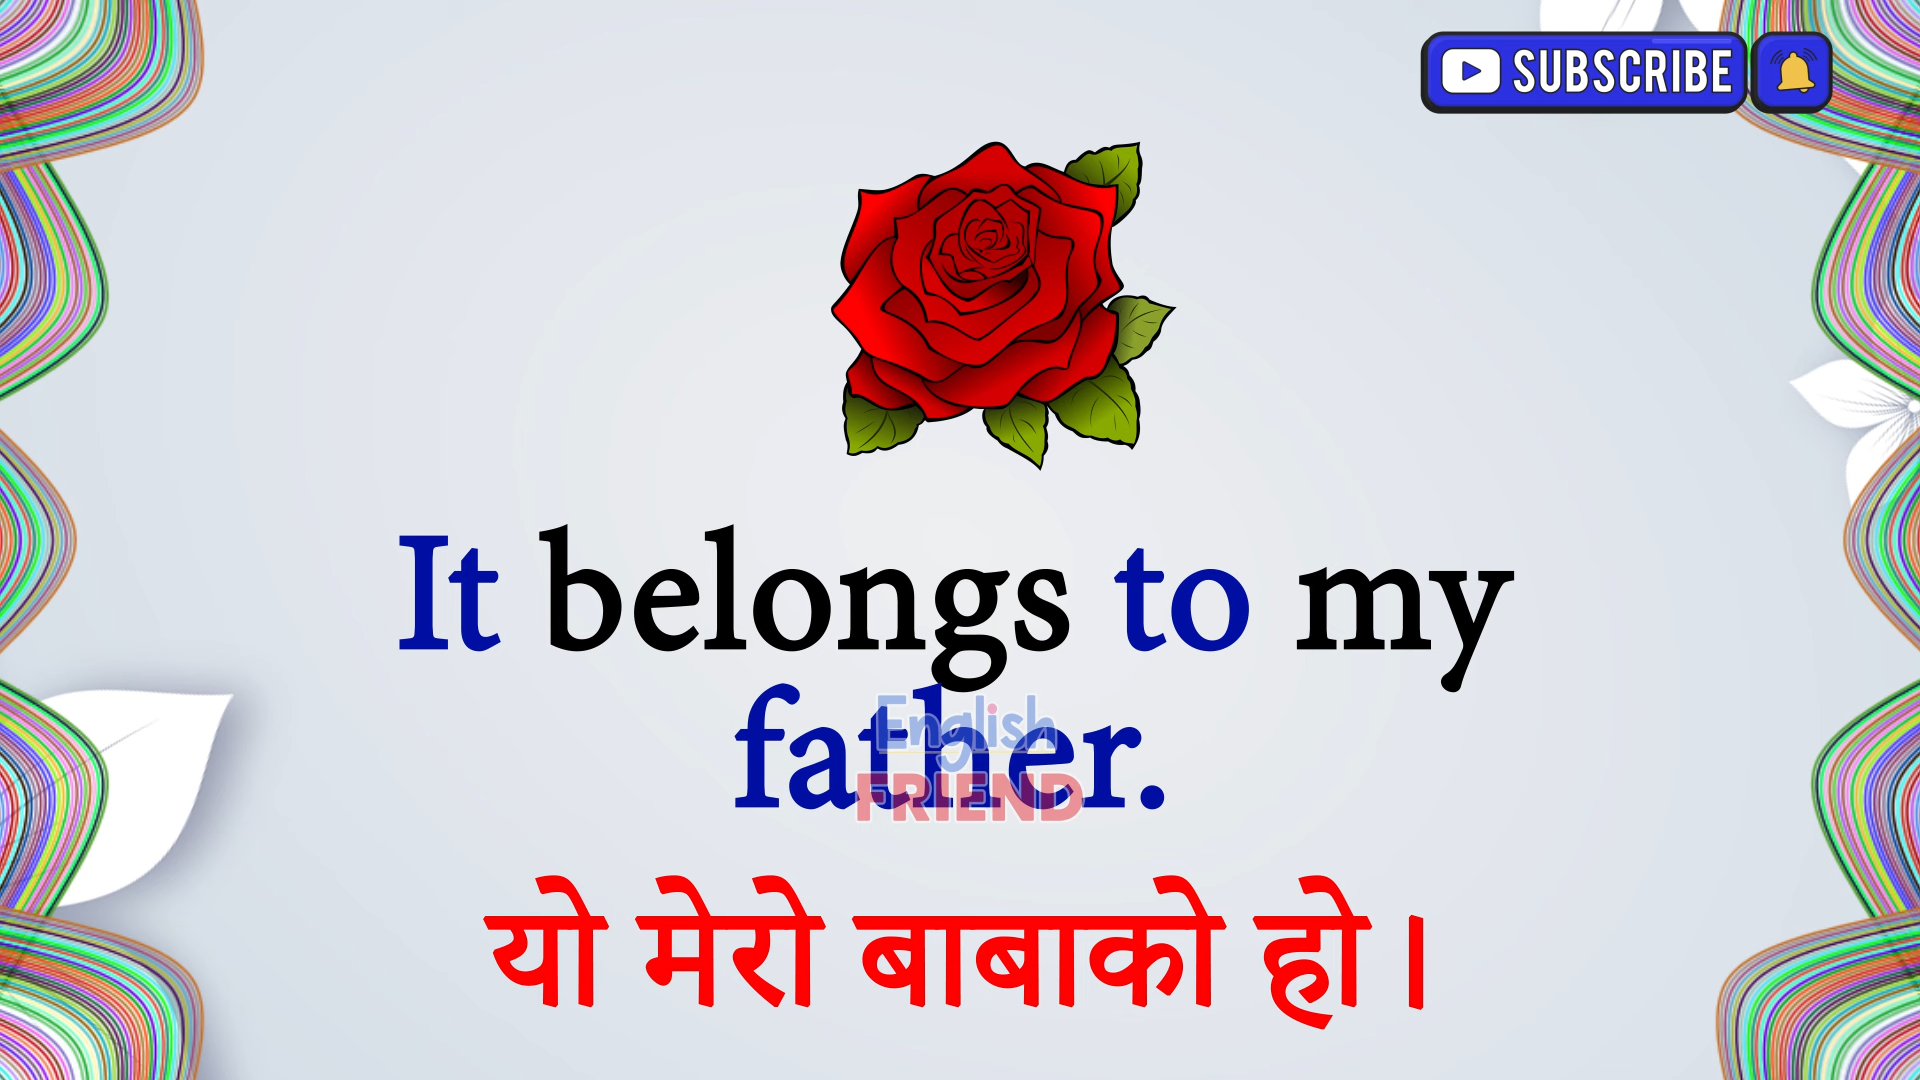 SUBSCRIBE
It belongs to my
father.
English
FRIEND
यो मेरो बाबाको हो ।